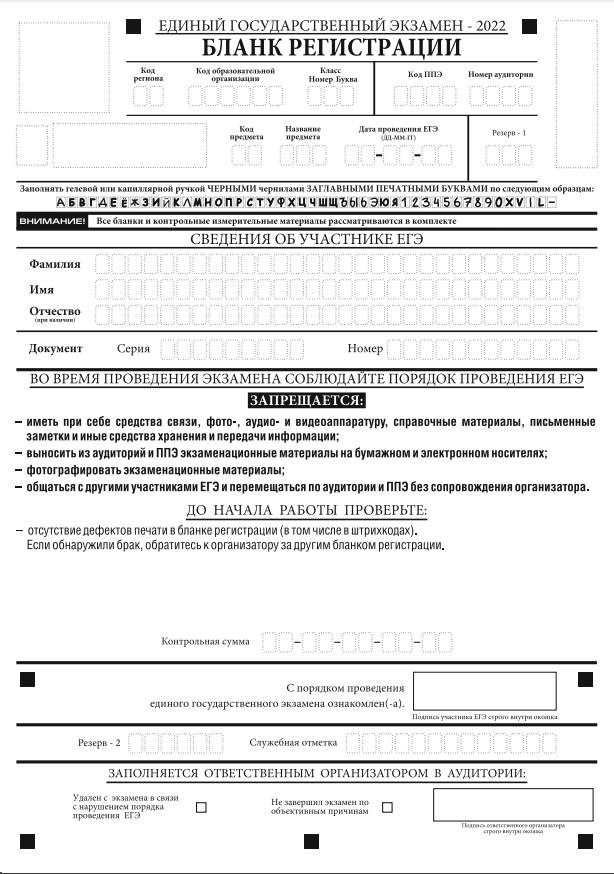 ЕДИНЫЙ ГОСУДАРСТВЕННЫЙ ЭКЗАМЕН - 2022
БЛАНК РЕГИСТРАЦИИ
Код региона
Код образовательной организации
Класс
Номер Буква
Код ППЭ
Номер аудитории
Код предмета
Название предмета
Дата проведения ЕГЭ
(ДД-ММ-ГГ)
Резерв - 1
Заполнять гелевой или капиллярной ручкой ЧЕРНЫМИ чернилами ЗАГЛАВНЫМИ ПЕЧАТНЫМИ БУКВАМИ по следующим образцам:
АБВГДЕЁЖЗИЙКЛМНОПРСТУФХЦЧШЩЪЫЬЭЮЯ1234567890XVIL-
ВНИМАНИЕ! Все бланки и контрольные измерительные материалы рассматриваются в комплекте
СВЕДЕНИЯ ОБ УЧАСТНИКЕ ЕГЭ
Фамилия
Имя
Отчество
(при наличии)
Документ Серия Номер
ВО ВРЕМЯ ПРОВЕДЕНИЯ ЭКЗАМЕНА СОБЛЮДАЙТЕ ПОРЯДОК ПРОВЕДЕНИЯ ЕГЭ
ЗАПРЕЩАЕТСЯ:
– иметь при себе средства связи, фото-, аудио- и видеоаппаратуру, справочные материалы, письменные
заметки и иные средства хранения и передачи информации;
– выносить из аудиторий и ППЭ экзаменационные материалы на бумажном и электронном носителях;
– фотографировать экзаменационные материалы;
– общаться с другими участниками ЕГЭ и перемещаться по аудитории и ППЭ без сопровождения организатора.
ДО НАЧАЛА РАБОТЫ ПРОВЕРЬТЕ:
– отсутствие дефектов печати в бланке регистрации (в том числе в штрихкодах).
Если обнаружили брак, обратитесь к организатору за другим бланком регистрации.
Контрольная сумма
С порядком проведения
единого государственного экзамена ознакомлен(-а).
Подпись участника ЕГЭ строго внутри окошка
Резерв - 2 Служебная отметка
ЗАПОЛНЯЕТСЯ ОТВЕТСТВЕННЫМ ОРГАНИЗАТОРОМ В АУДИТОРИИ:
Удален с экзамена в связи
с нарушением порядка
проведения ЕГЭ
Не завершил экзамен по
объективным причинам
Подпись ответственного организатора
строго внутри окошка